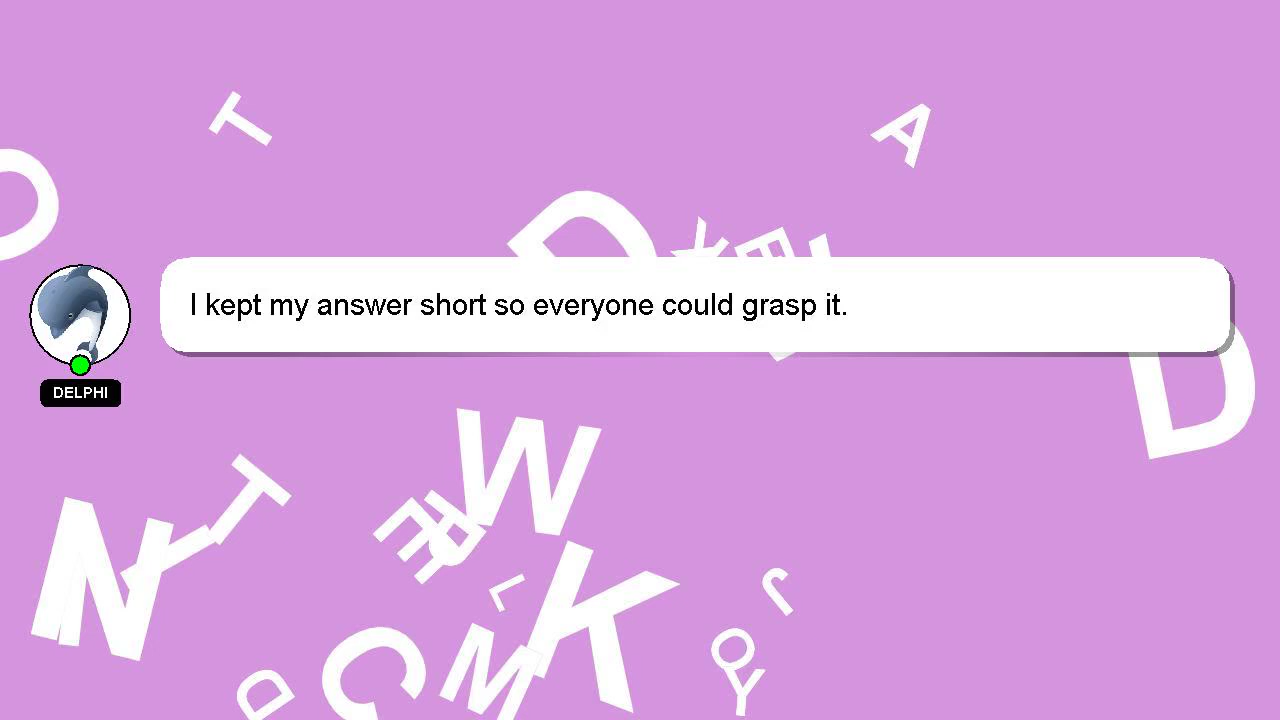 T
A
O
D
K
E
I kept my answer short so everyone could grasp it.
DELPHI
D
W
T
N
Y
E
R
L
K
J
C
M
O
Y
D